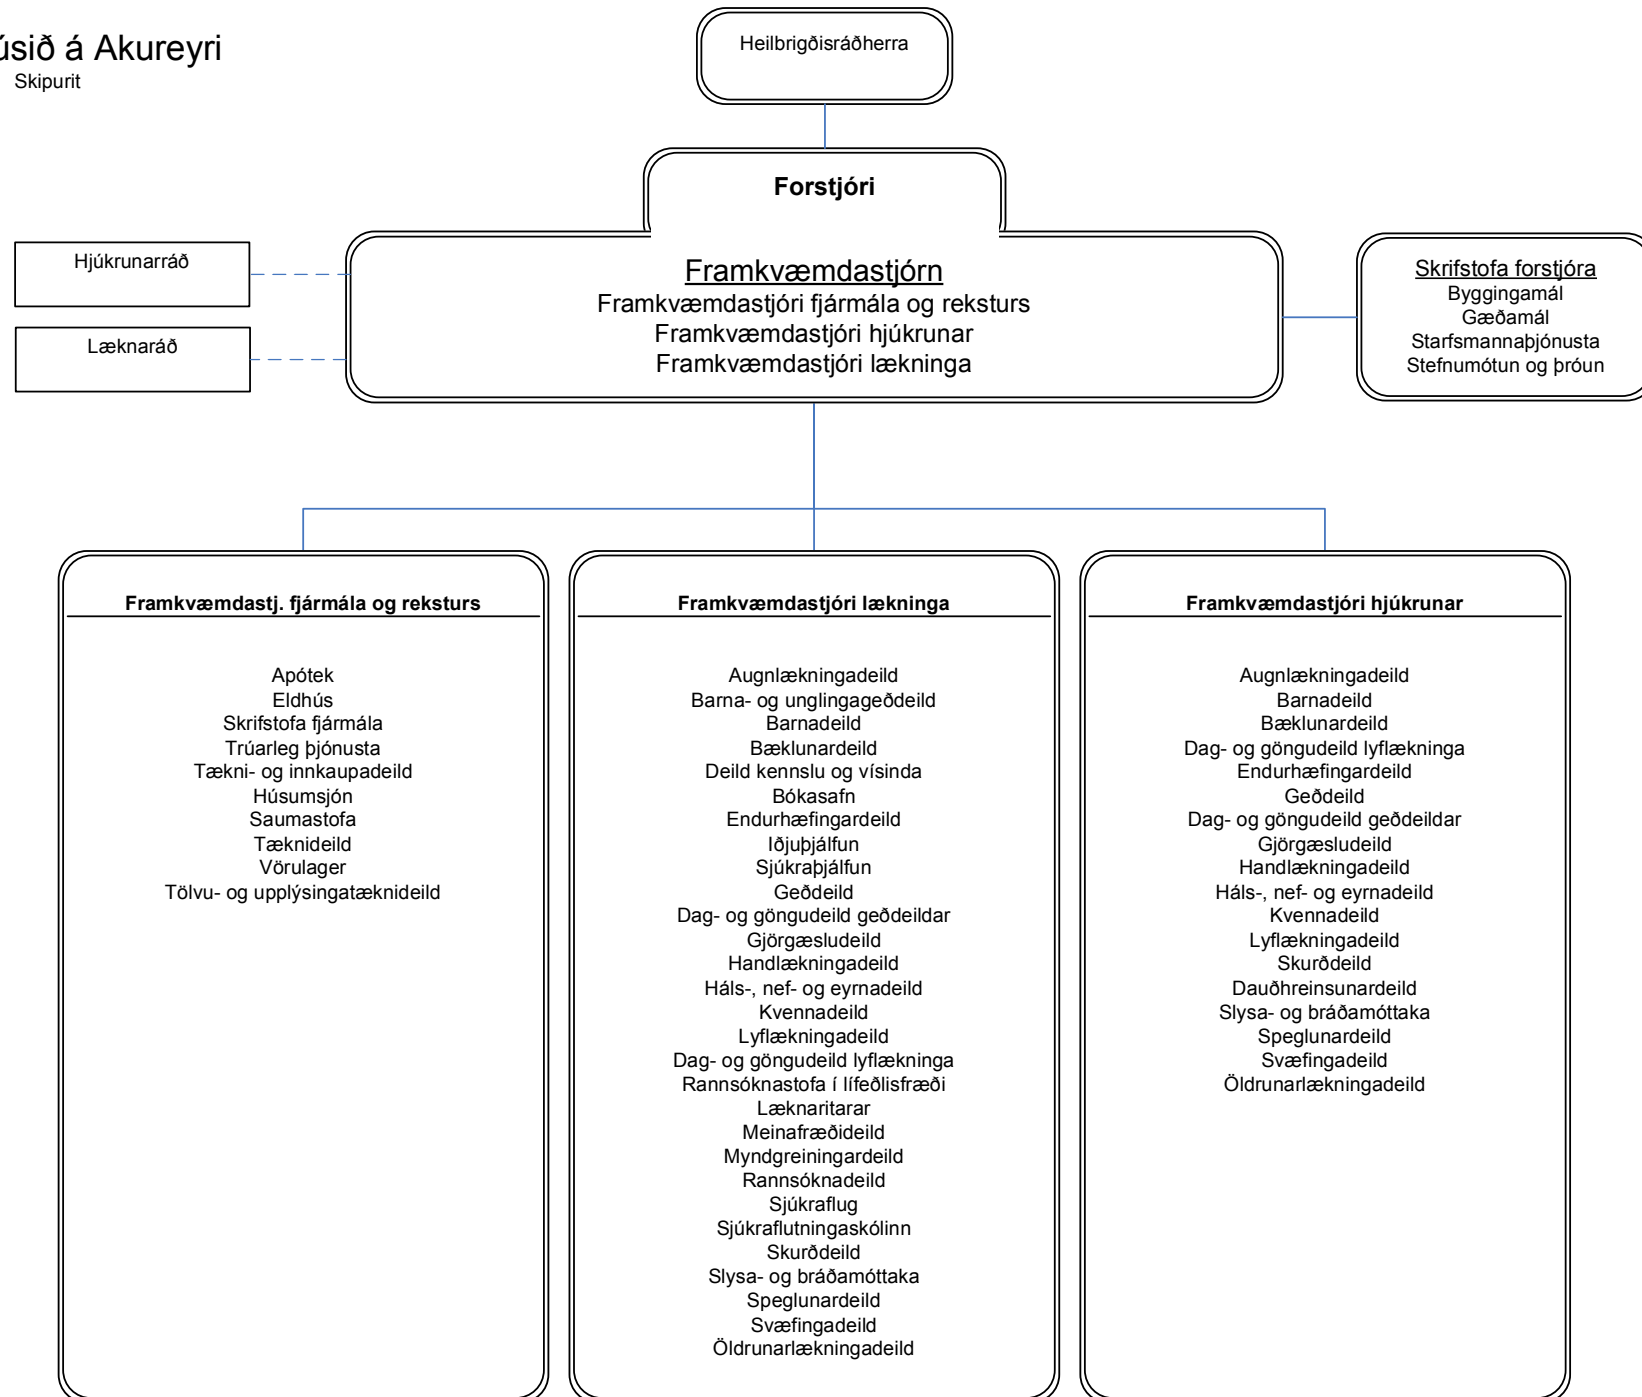 úsið á Akureyri
Skipurit
Heilbrigðisráðherra
Forstjóri
Hjúkrunarráð
Læknaráð
Framkvæmdastjórn
Framkvæmdastjóri fjármála og reksturs
Framkvæmdastjóri hjúkrunar
Framkvæmdastjóri lækninga
Skrifstofa forstjóra
Byggingamál
Gæðamál
Starfsmannaþjónusta
Stefnumótun og þróun
Framkvæmdastj. fjármála og reksturs
Apótek
Eldhús
Skrifstofa fjármála
Trúarleg þjónusta
Tækni- og innkaupadeild
Húsumsjón
Saumastofa
Tæknideild
Vörulager
Tölvu- og upplýsingatæknideild
Framkvæmdastjóri lækninga
Augnlækningadeild
Barna- og unglingageðdeild
Barnadeild
Bæklunardeild
Deild kennslu og vísinda
Bókasafn
Endurhæfingardeild
Iðjuþjálfun
Sjúkraþjálfun
Geðdeild
Dag- og göngudeild geðdeildar
Gjörgæsludeild
Handlækningadeild
Háls-, nef- og eyrnadeild
Kvennadeild
Lyflækningadeild
Dag- og göngudeild lyflækninga
Rannsóknastofa í lífeðlisfræði
Læknaritarar
Meinafræðideild
Myndgreiningardeild
Rannsóknadeild
Sjúkraflug
Sjúkraflutningaskólinn
Skurðdeild
Slysa- og bráðamóttaka
Speglunardeild
Svæfingadeild
Öldrunarlækningadeild
Framkvæmdastjóri hjúkrunar
Augnlækningadeild
Barnadeild
Bæklunardeild
Dag- og göngudeild lyflækninga
Endurhæfingardeild
Geðdeild
Dag- og göngudeild geðdeildar
Gjörgæsludeild
Handlækningadeild
Háls-, nef- og eyrnadeild
Kvennadeild
Lyflækningadeild
Skurðdeild
Dauðhreinsunardeild
Slysa- og bráðamóttaka
Speglunardeild
Svæfingadeild
Öldrunarlækningadeild